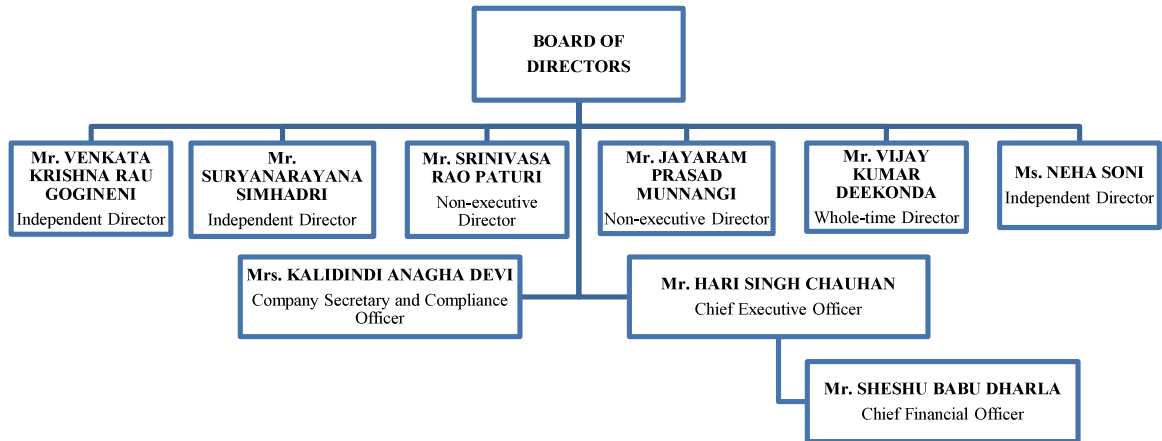 BOARD OF
DIRECTORS
Mr. VENKATA
KRISHNA RAU
GOGINENI
Independent Director
Mr.
SURYANARAYANA
SIMHADRI
Independent Director
Mr. SRINIVASA
RAO PATURI
Non-executive
Director
Mr. JAYARAM
PRASAD
MUNNANGI
Non-executive Director
Mr. VIJAY
KUMAR
DEEKONDA
Whole-time Director
Ms. NEHA SONI
Independent Director
Mrs. KALIDINDI ANAGHA DEVI
Company Secretary and Compliance
Officer
Mr. HARI SINGH CHAUHAN
Chief Executive Officer
Mr. SHESHU BABU DHARLA
Chief Financial Officer